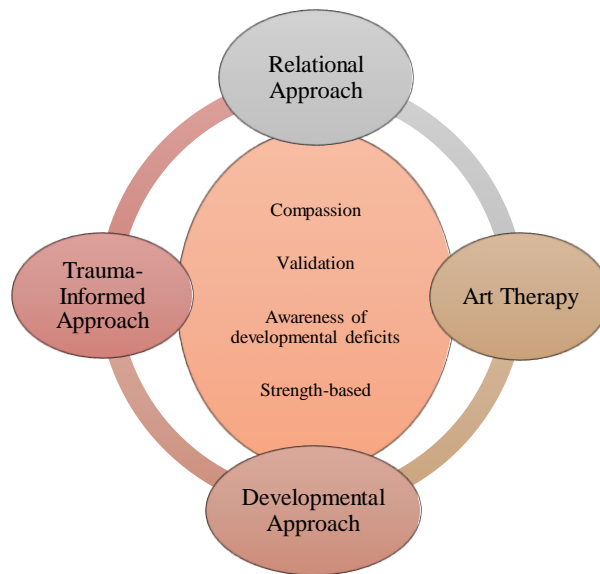 Relational
Approach
Compassion
Validation
Trauma-
Informed
Approach
Art Therapy
Awareness of
developmental deficits
Strength-based
Developmental
Approach